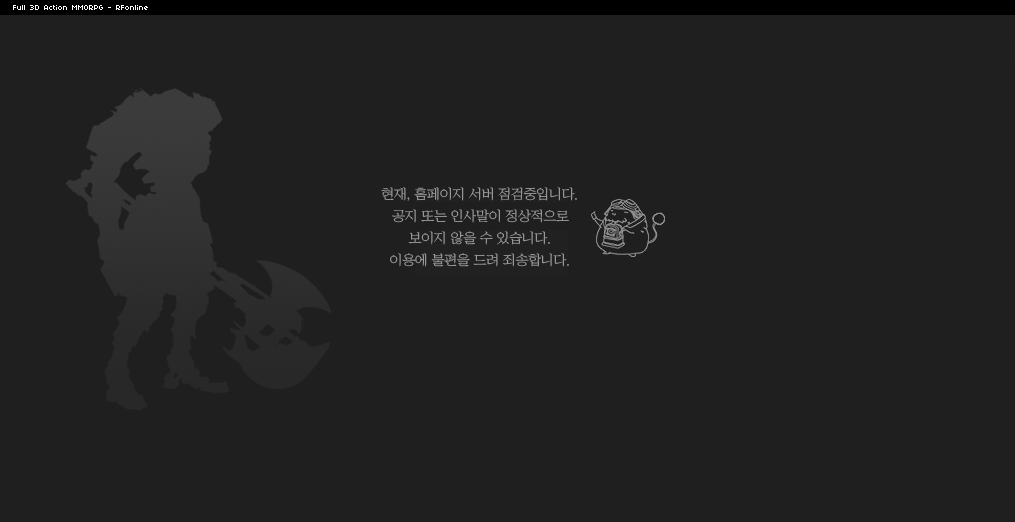 Full 3D Action MMORPG - RFonline
현재, 홈페이지 서버 점검중입니다.
공지 또는 인사말이 정상적으로
보이지 않을 수 있습니다.
이용에 불편을 드려 죄송합니다.